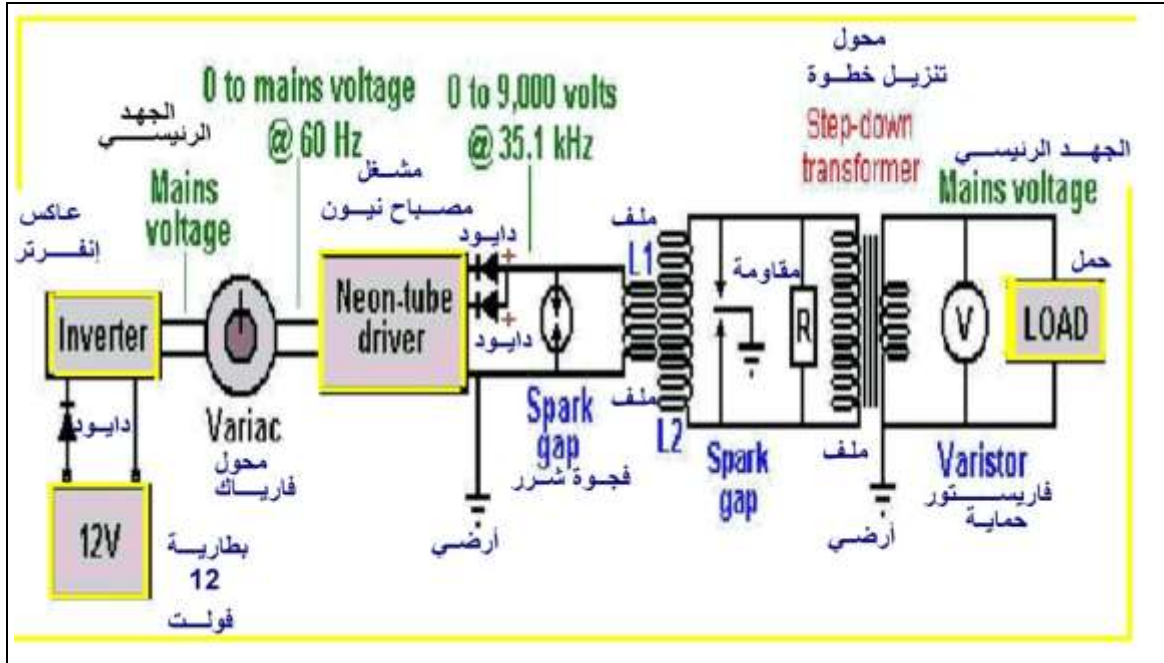 محول
تنزيل خطوة
Step-down
transformer
0 to mains voltage
@ 60 Hz
0 to 9,000 volts
@ 35.1 kHz
الجهد
الرئيسي
Mains
voltage
الجهد الرئيسي
Mains voltage
عاكس
إنفرتر
Inverter
مشغل
مصباح نيون
Neon-tube
driver
دايود
+
+
دايود
ملف
L1
ملف
L2
مقاومة
R
V
حمل
LOAD
دايود
Variac
محول
فارياك
Spark
gap
فجوة شرر
Spark
gap
ملف
Varistor
فاريستور
حماية
أرضي
أرضي
12V
بطارية
12
فولت